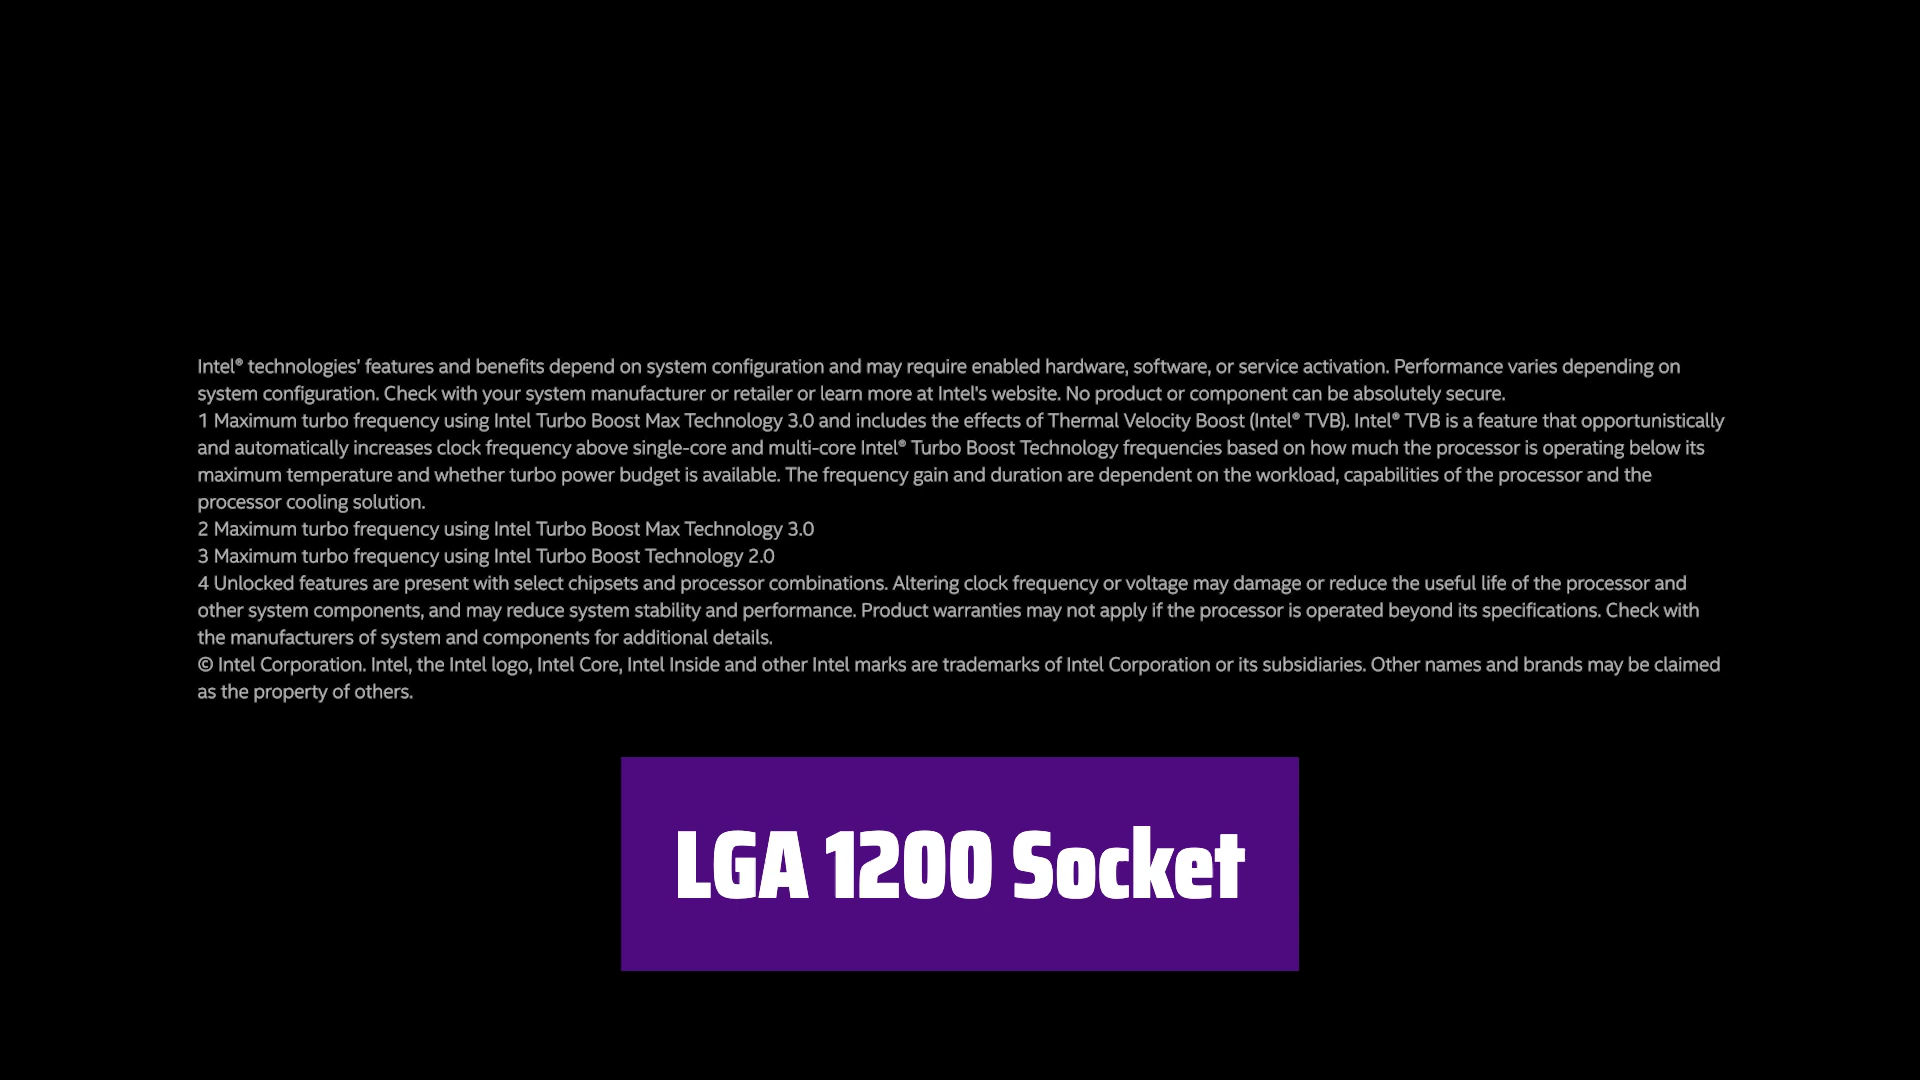 Intel® technologies' features and benefits depend on system configuration and may require enabled hardware, software, or service activation. Performance varies depending on
system configuration. Check with your system manufacturer or retailer or learn more at Intel's website. No product or component can be absolutely secure.
1 Maximum turbo frequency using Intel Turbo Boost Max Technology 3.0 and includes the effects of Thermal Velocity Boost (Intel® TVB). Intel® TVB is a feature that opportunistically
and automatically increases clock frequency above single-core and multi-core Intel® Turbo Boost Technology frequencies based on how much the processor is operating below its
maximum temperature and whether turbo power budget is available. The frequency gain and duration are dependent on the workload, capabilities of the processor and the
processor cooling solution.
2 Maximum turbo frequency using Intel Turbo Boost Max Technology 3.0
3 Maximum turbo frequency using Intel Turbo Boost Technology 2.0
4 Unlocked features are present with select chipsets and processor combinations. Altering clock frequency or voltage may damage or reduce the useful life of the processor and
other system components, and may reduce system stability and performance. Product warranties may not apply if the processor is operated beyond its specifications. Check with
the manufacturers of system and components for additional details.
© Intel Corporation. Intel, the Intel logo, Intel Core, Intel Inside and other Intel marks are trademarks of Intel Corporation or its subsidiaries. Other names and brands may be claimed
as the property of others.
LGA 1200 Socket